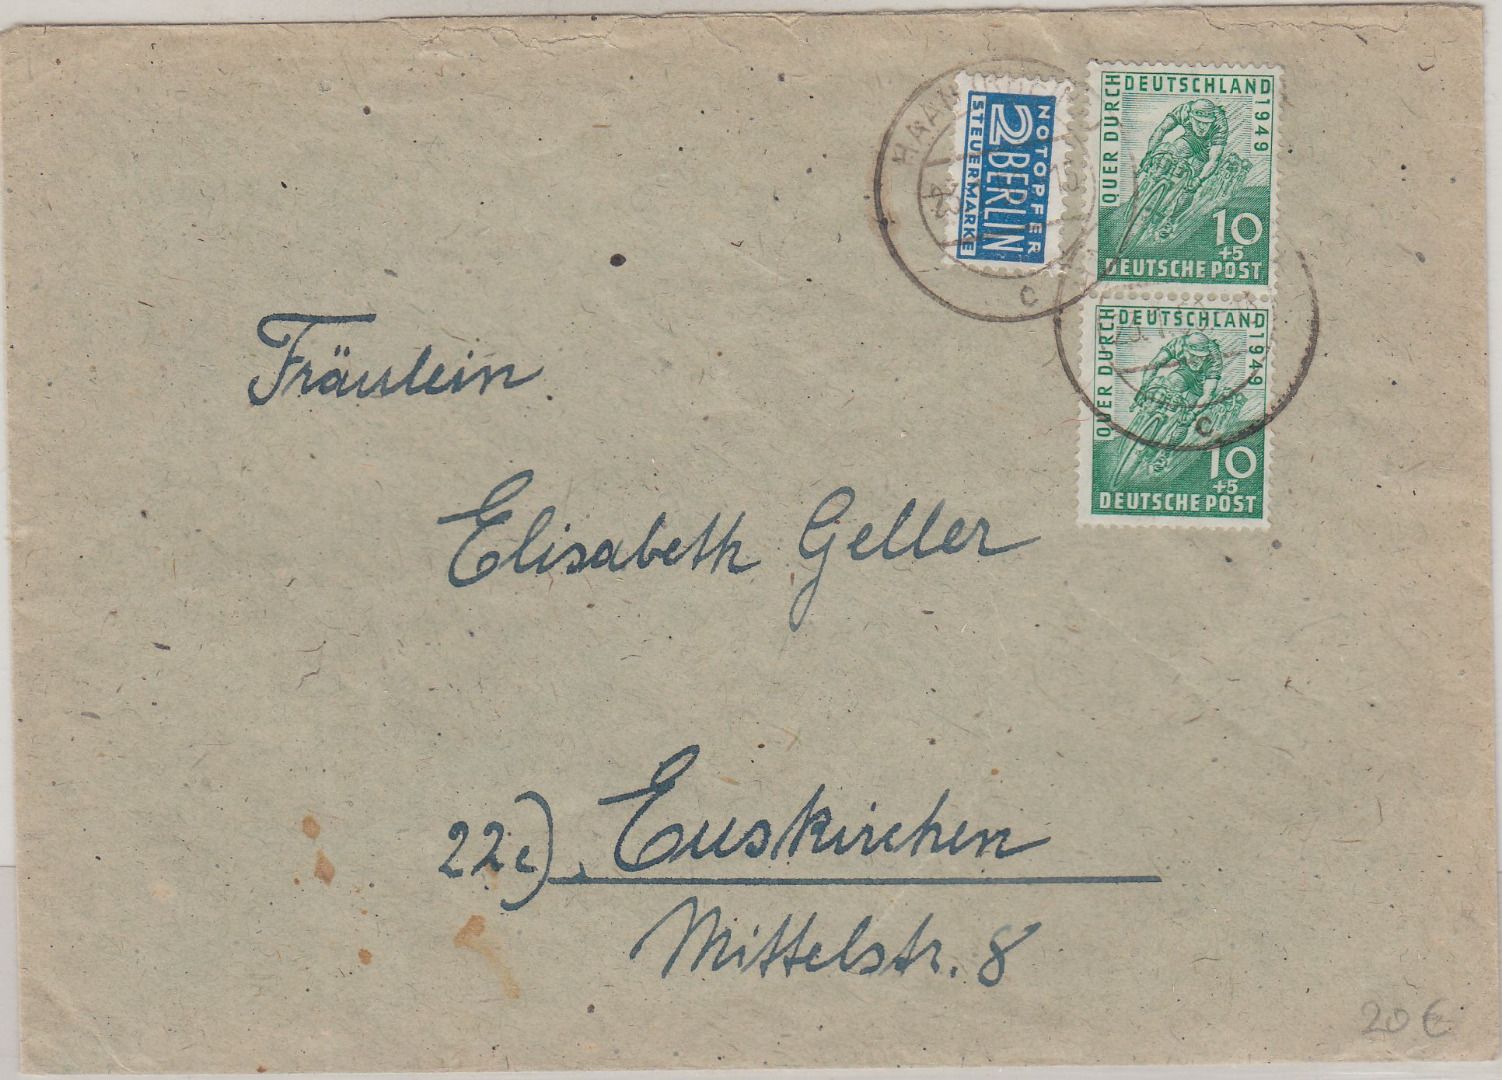 NOTOPFER
2 BERLIN
STEUERMARKE
QUER DURCH DEUTSCHLAND 1949
10
+5
DEUTSCHE POST
QUER DURCH DEUTSCHLAND 1949
10
+5
DEUTSCHE POST
c
c
Fräulein
Elisabeth Geller
22c) Euskirchen
Mittelstr. 8
20 €